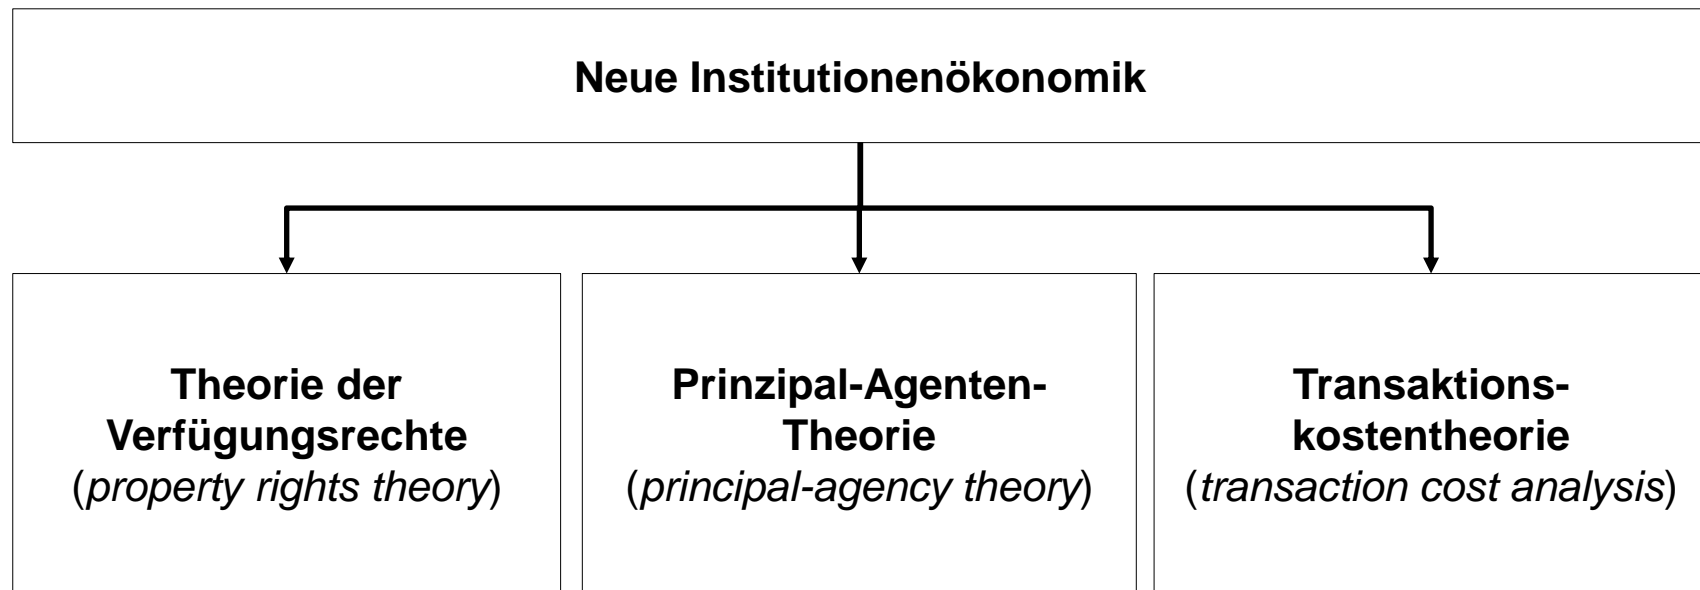 Neue Institutionenökonomik
Theorie der
Verfügungsrechte
(property rights theory)
Prinzipal-Agenten-
Theorie
(principal-agency theory)
Transaktions-
kostentheorie
(transaction cost analysis)